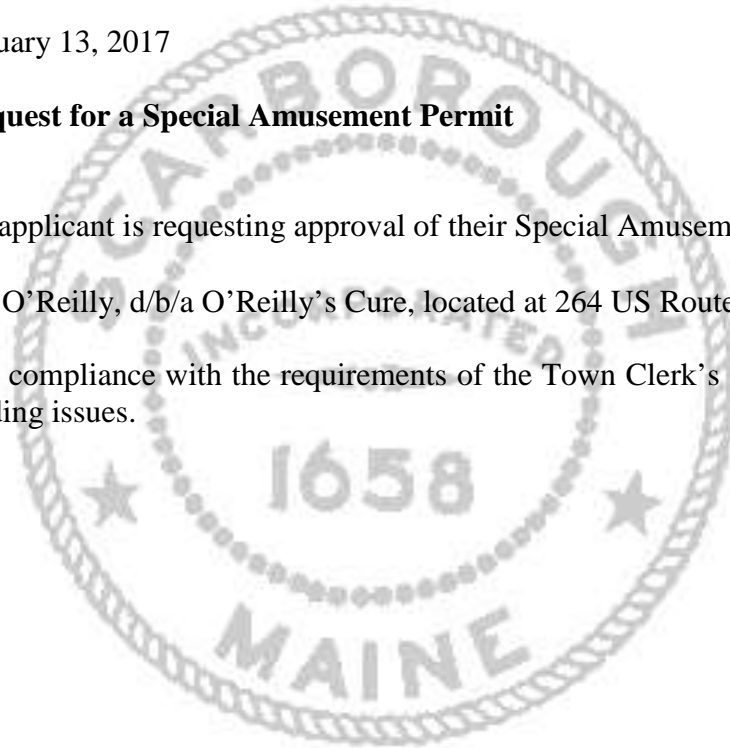 uary 13, 2017
quest for a Special Amusement Permit
applicant is requesting approval of their Special Amusem
O’Reilly, d/b/a O’Reilly’s Cure, located at 264 US Route
compliance with the requirements of the Town Clerk’s
ding issues.
SCARBOROUGH
INCORPORATED
1658
MAINE